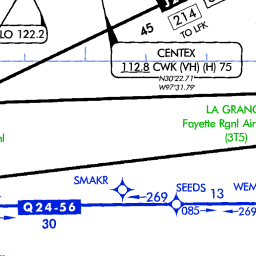 LO 122.2
45
214
TO LFK
CENTEX
112.8 CWK (VH) (H) 75
N30°22.71
W97°31.79
LA GRANG
Fayette Rgnl Air
(3T5)
SMAKR
269
SEEDS 13 WEM
Q24-56
085
269
30